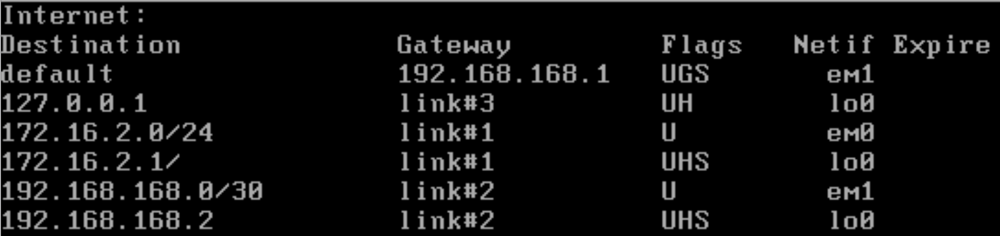 Internet:
Destination Gateway Flags Netif Expire
default 192.168.168.1 UGS em1
127.0.0.1 link#3 UH lo0
172.16.2.0/24 link#1 U em0
172.16.2.1/ link#1 UHS lo0
192.168.168.0/30 link#2 U em1
192.168.168.2 link#2 UHS lo0